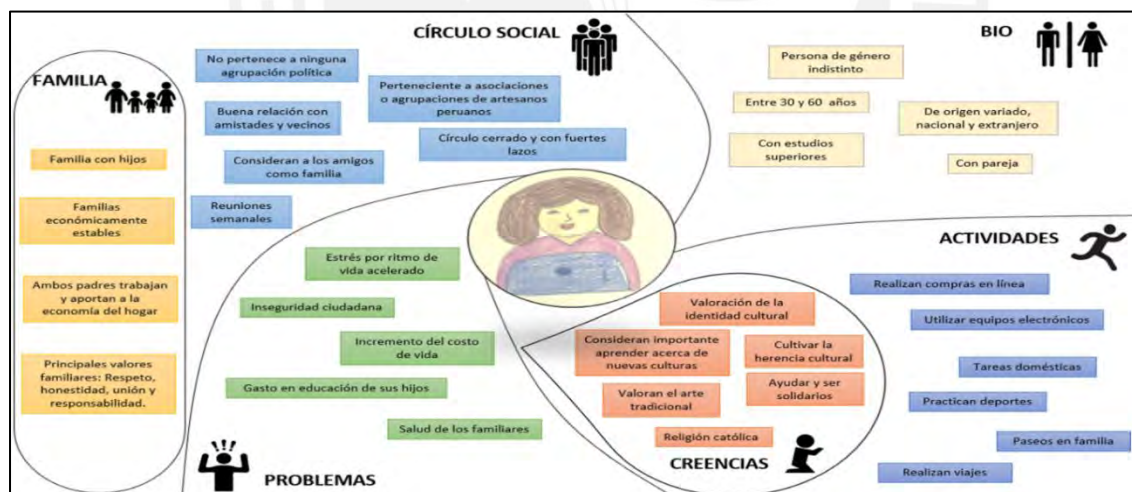 FAMILIA
Familia con hijos
Familias
económicamente
estables
Ambos padres trabajan
y aportan a la
economía del hogar
Principales valores
familiares: Respeto,
honestidad, unión y
responsabilidad.
CÍRCULO SOCIAL
No pertenece a ninguna
agrupación política
Perteneciente a asociaciones
o agrupaciones de artesanos
peruanos
Buena relación con
amistades y vecinos
Círculo cerrado y con fuertes
lazos
Consideran a los amigos
como familia
Reuniones
semanales
BIO
Persona de género
indistinto
Entre 30 y 60 años
De origen variado,
nacional y extranjero
Con estudios
superiores
Con pareja
ACTIVIDADES
Realizan compras en línea
Utilizar equipos electrónicos
Tareas domésticas
Practican deportes
Paseos en familia
Realizan viajes
Estrés por ritmo de
vida acelerado
Inseguridad ciudadana
Incremento del costo
de vida
Gasto en educación de sus hijos
Salud de los familiares
PROBLEMAS
Valoración de la
identidad cultural
Consideran importante
aprender acerca de
nuevas culturas
Cultivar la
herencia cultural
Valoran el arte
tradicional
Ayudar y ser
solidarios
Religión católica
CREENCIAS